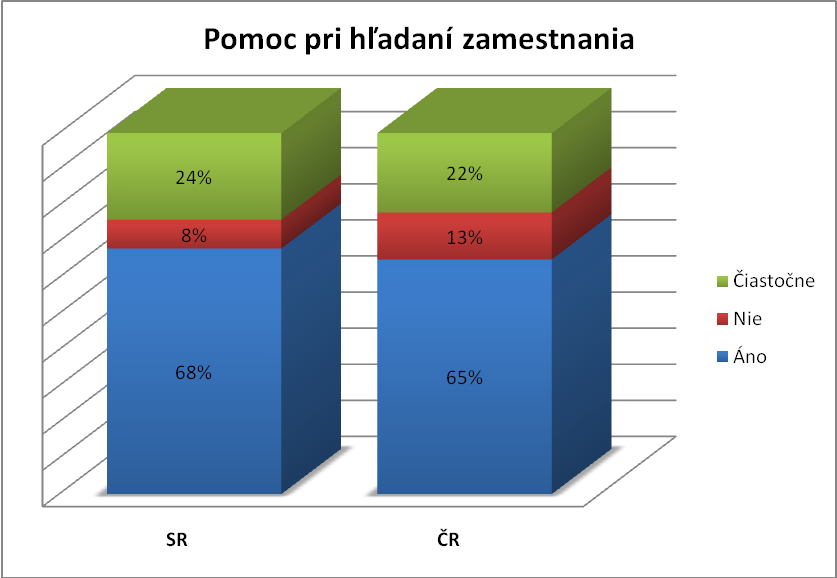 Pomoc pri hľadaní zamestnania
24%
22%
8%
13%
68%
65%
Čiastočne
Nie
Áno
SR
ČR